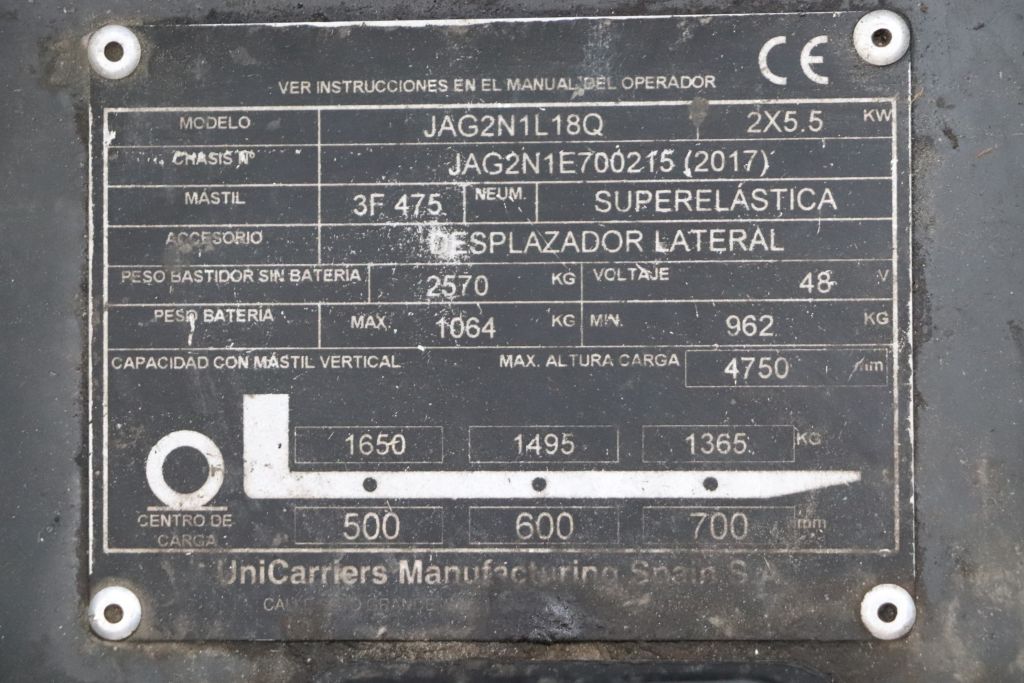 CE
VER INSTRUCCIONES EN EL MANUAL DEL OPERADOR
MODELO JAG2N1L18Q 2X5.5 KW
CHASIS Nº JAG2N1E700215 (2017)
MÁSTIL 3F 475 NEUM. SUPERELÁSTICA
ACCESORIO DESPLAZADOR LATERAL
PESO BASTIDOR SIN BATERÍA 2570 KG VOLTAJE 48 V
PESO BATERÍA MAX. 1064 KG MIN. 962 KG
CAPACIDAD CON MÁSTIL VERTICAL MAX. ALTURA CARGA 4750 mm
1650 1495 1365 KG
CENTRO DE CARGA 500 600 700 mm
UniCarriers Manufacturing Spain S.A.
GRANDE